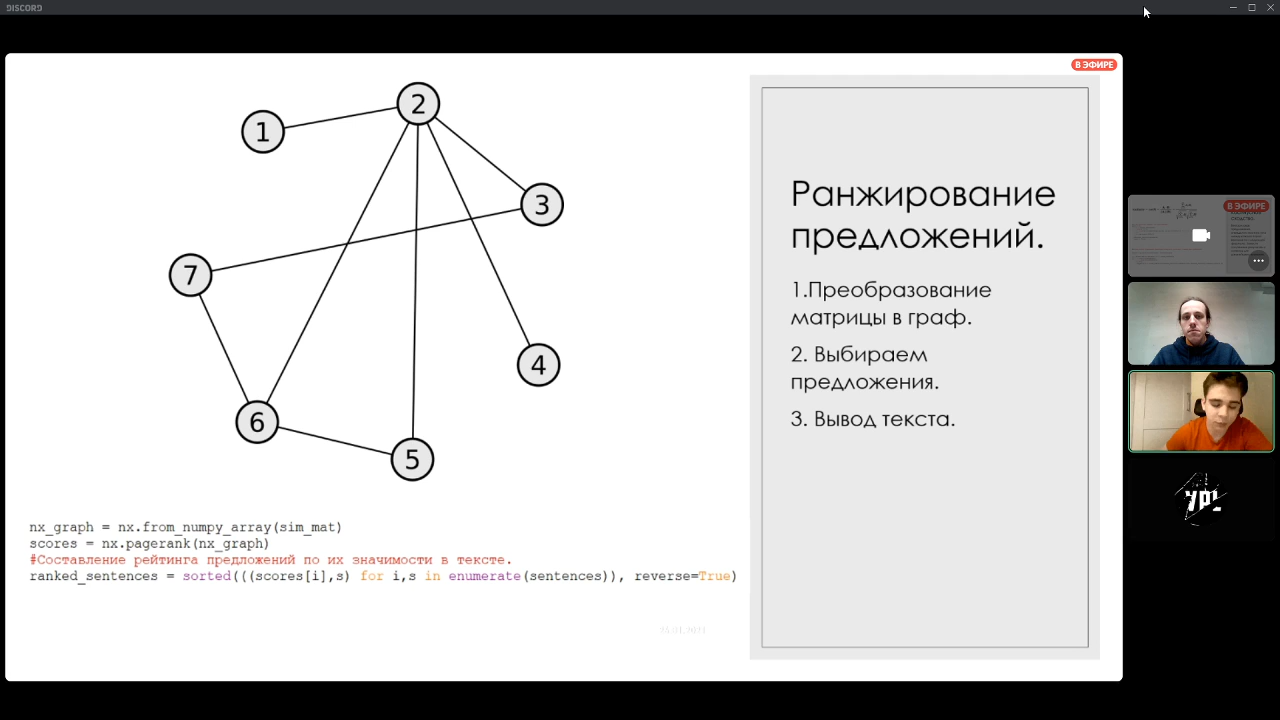 DISCORD
В ЭФИРЕ
1
2
3
7
4
6
5
Ранжирование
предложений.
1.Преобразование
матрицы в граф.
2. Выбираем
предложения.
3. Вывод текста.
nx_graph = nx.from_numpy_array(sim_mat)
scores = nx.pagerank(nx_graph)
#Составление рейтинга предложений по их значимости в тексте.
ranked_sentences = sorted(((scores[i],s) for i,s in enumerate(sentences)), reverse=True)
В ЭФИРЕ